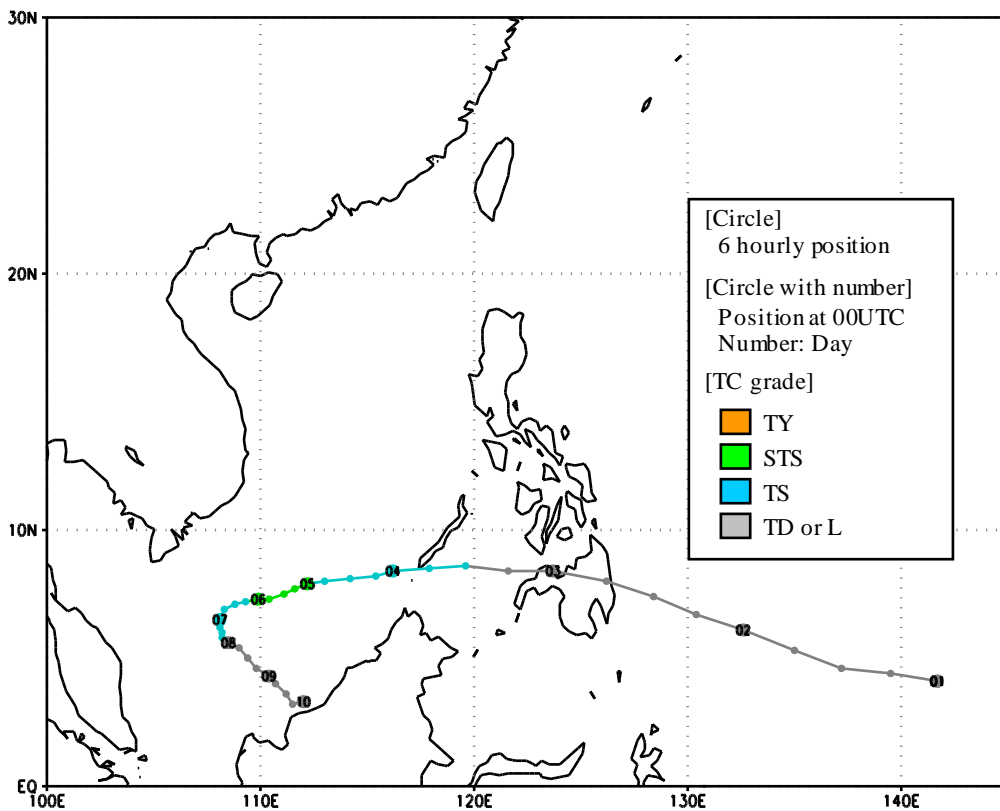 30N
[Circle]
6 hourly position
20N
[Circle with number]
Position at 00UTC
Number: Day
[TC grade]
TY
STS
TS
10N
TD or L
03
04
05
06
07
02
08
09
01
10
EQ
100E 110E 120E 130E 140E